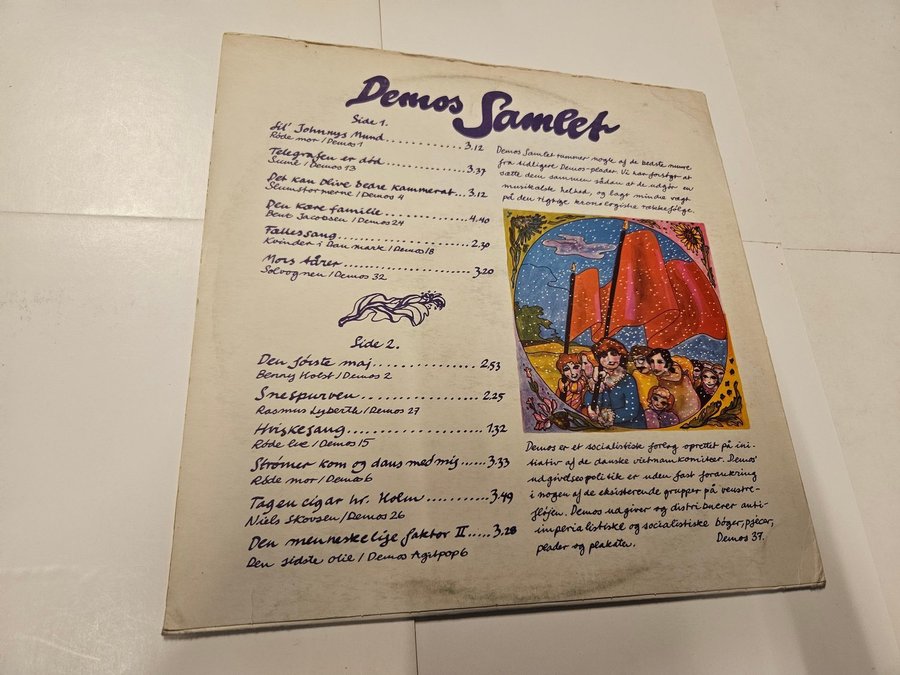 Demos Samlet
Side 1.
Lil' Johnnys Mund.............3.12
Røde mor / Demos 1
Telegrafen er død.............3.37
Sume / Demos 13
Det kan blive bedre kammerat...3.12
Slumstormerne / Demos 4
Den kære familie.............4.40
Bent Jacobsen / Demos 24
Fællessang.................2.30
Kvinder i Danmark / Demos 18
Mors tårer..................3.20
Solvognen / Demos 32
Side 2.
Den første maj..............2.53
Benny Holst / Demos 2
Snespurven.................2.25
Rasmus Lyberth / Demos 27
Hviskesang.................1.32
Røde Eve / Demos 15
Strømer kom og dans med mig......3.33
Røde mor / Demos 6
Tag en cigar hr. Holm...........3.49
Niels Skousen / Demos 26
Den menneskelige faktor II.....3.28
Den sidste olie / Demos Agitpop 6
Demos Samlet rummer nogle af de bedste numre
fra tidligere Demos-plader. Vi har forsøgt at
sætte dem sammen sådan at de udgør en
musikalsk helhed, og lagt mindre vægt
på den rigtige kronologiske rækkefølge.
Demos er et socialistisk forlag oprettet på ini-
tiativ af de danske vietnamkomiteer. Demos'
udgivelsespolitik er uden fast forankring
i nogen af de eksisterende grupper på venstre-
fløjen. Demos udgiver og distribuerer anti-
imperialistiske og socialistiske bøger, pjecer,
plader og plakater.
Demos 37.